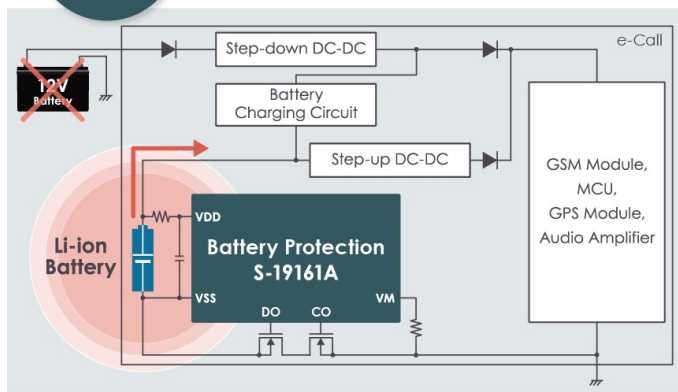 e-Call
Step-down DC-DC
12V
Battery
Battery
Charging Circuit
Step-up DC-DC
GSM Module,
MCU,
GPS Module,
Audio Amplifier
Li-ion
Battery
VDD
Battery Protection
S-19161A
VSS
VM
DO CO